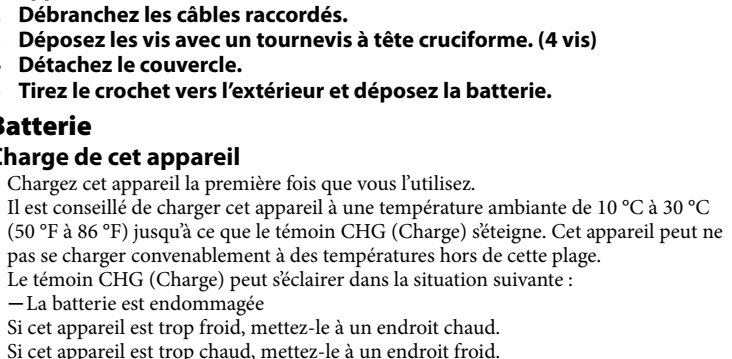 Débranchez les câbles raccordés.
Déposez les vis avec un tournevis à tête cruciforme. (4 vis)
Détachez le couvercle.
Tirez le crochet vers l’extérieur et déposez la batterie.
Batterie
Charge de cet appareil
Chargez cet appareil la première fois que vous l’utilisez.
Il est conseillé de charger cet appareil à une température ambiante de 10 °C à 30 °C
(50 °F à 86 °F) jusqu’à ce que le témoin CHG (Charge) s’éteigne. Cet appareil peut ne
pas se charger convenablement à des températures hors de cette plage.
Le témoin CHG (Charge) peut s’éclairer dans la situation suivante :
—La batterie est endommagée
Si cet appareil est trop froid, mettez-le à un endroit chaud.
Si cet appareil est trop chaud, mettez-le à un endroit froid.